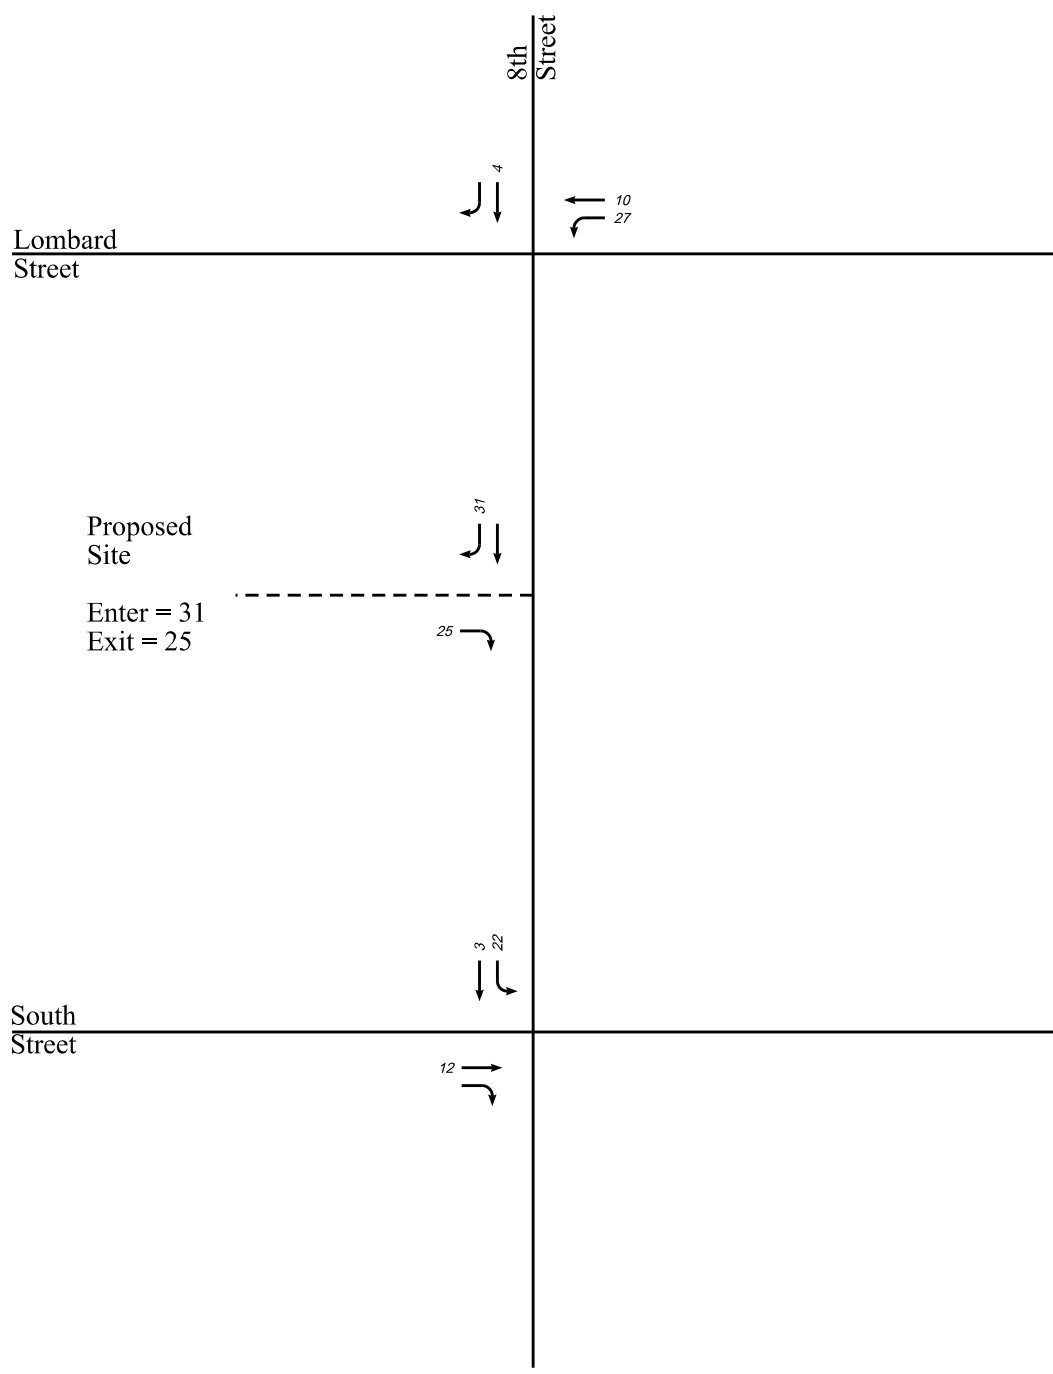 8th
Street
4
10
27
Lombard
Street
31
Proposed
Site
Enter = 31
Exit = 25
25
3
22
South
Street
12